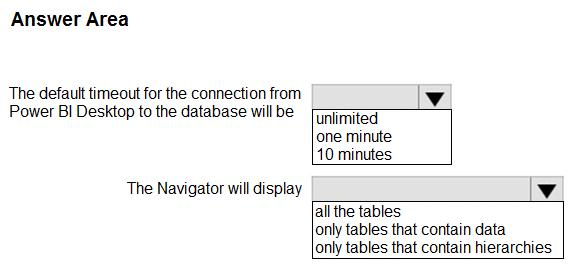 Answer Area
The default timeout for the connection from
Power BI Desktop to the database will be
unlimited
one minute
10 minutes
The Navigator will display
all the tables
only tables that contain data
only tables that contain hierarchies